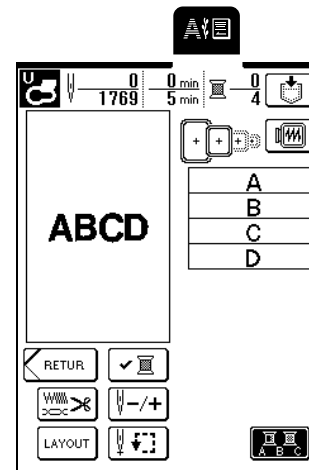 A
U
0 0 min 0
1769 5 min 4
A
B
ABCD
C
D
RETUR
-/+
LAYOUT
A B C